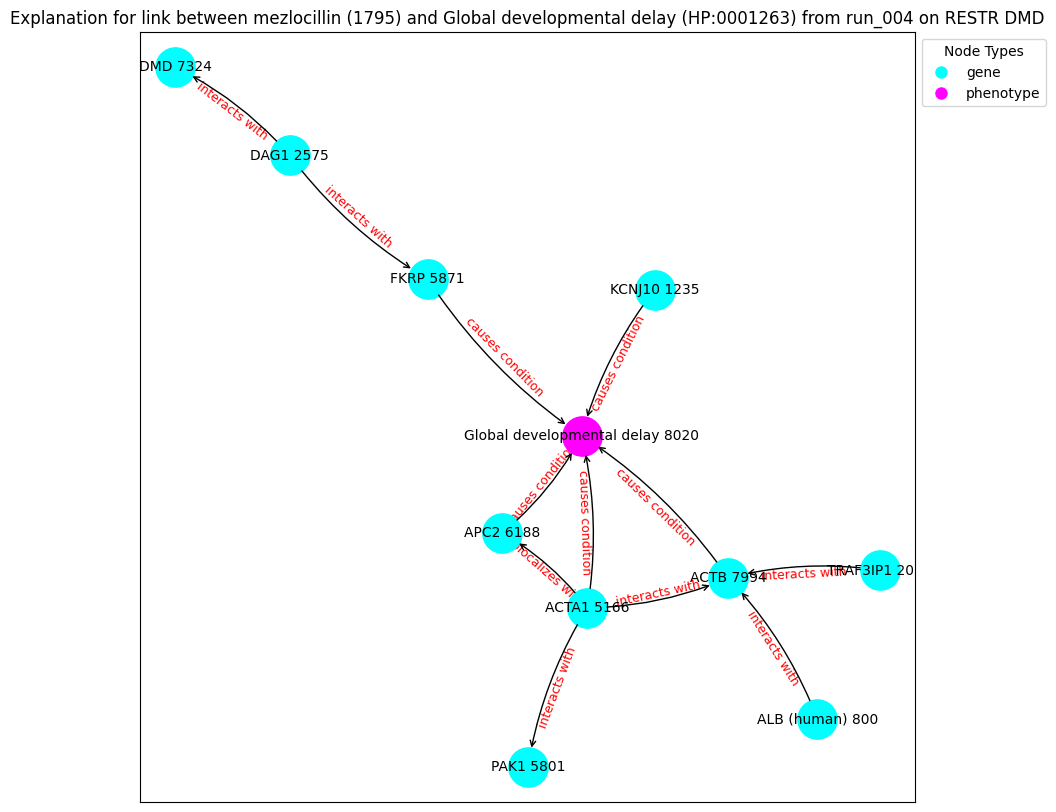 Explanation for link between mezlocillin (1795) and Global developmental delay (HP:0001263) from run_004 on RESTR DMD
Node Types
gene
phenotype
DMD 7324
interacts with
DAG1 2575
interacts with
FKRP 5871
KCNJ10 1235
causes condition
causes condition
Global developmental delay 8020
causes condition
causes condition
causes condition
APC2 6188
localizes
ACTB 7994
TRAF3IP1 20
interacts with
interacts with
ACTA1 5166
interacts with
interacts with
ALB (human) 800
PAK1 5801